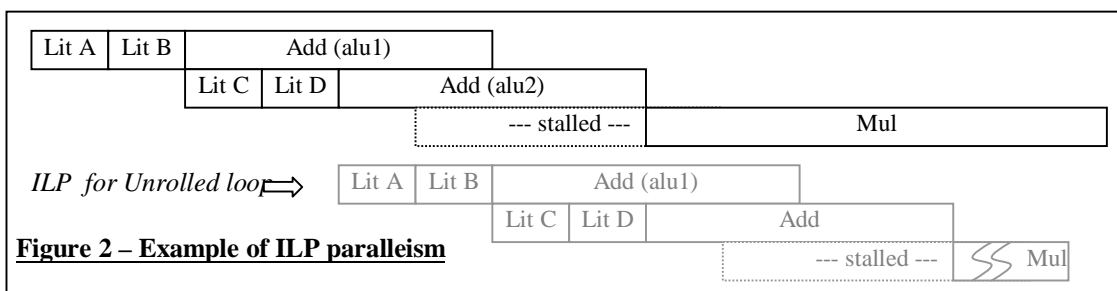 Lit A Lit B Add (alu1)
Lit C Lit D Add (alu2)
--- stalled --- Mul
ILP for Unrolled loop Lit A Lit B Add (alu1)
Lit C Lit D Add
Figure 2 – Example of ILP paralleism
--- stalled --- Mul